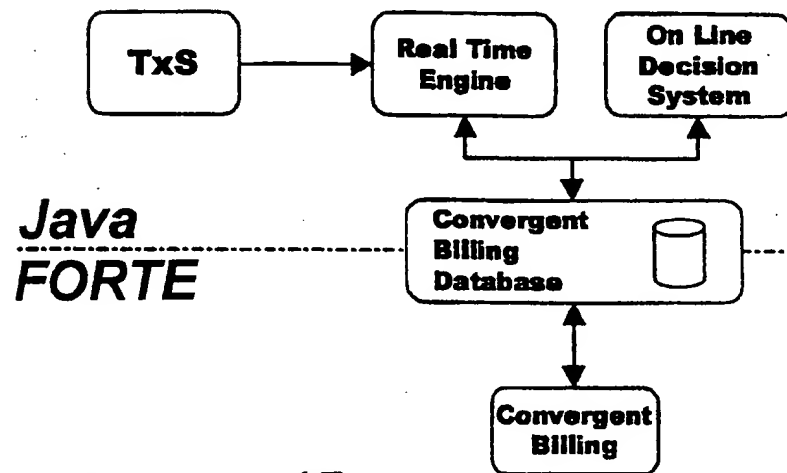 TxS
Real Time
Engine
On Line
Decision
System
Java
FORTE
Convergent
Billing
Database
Convergent
Billing